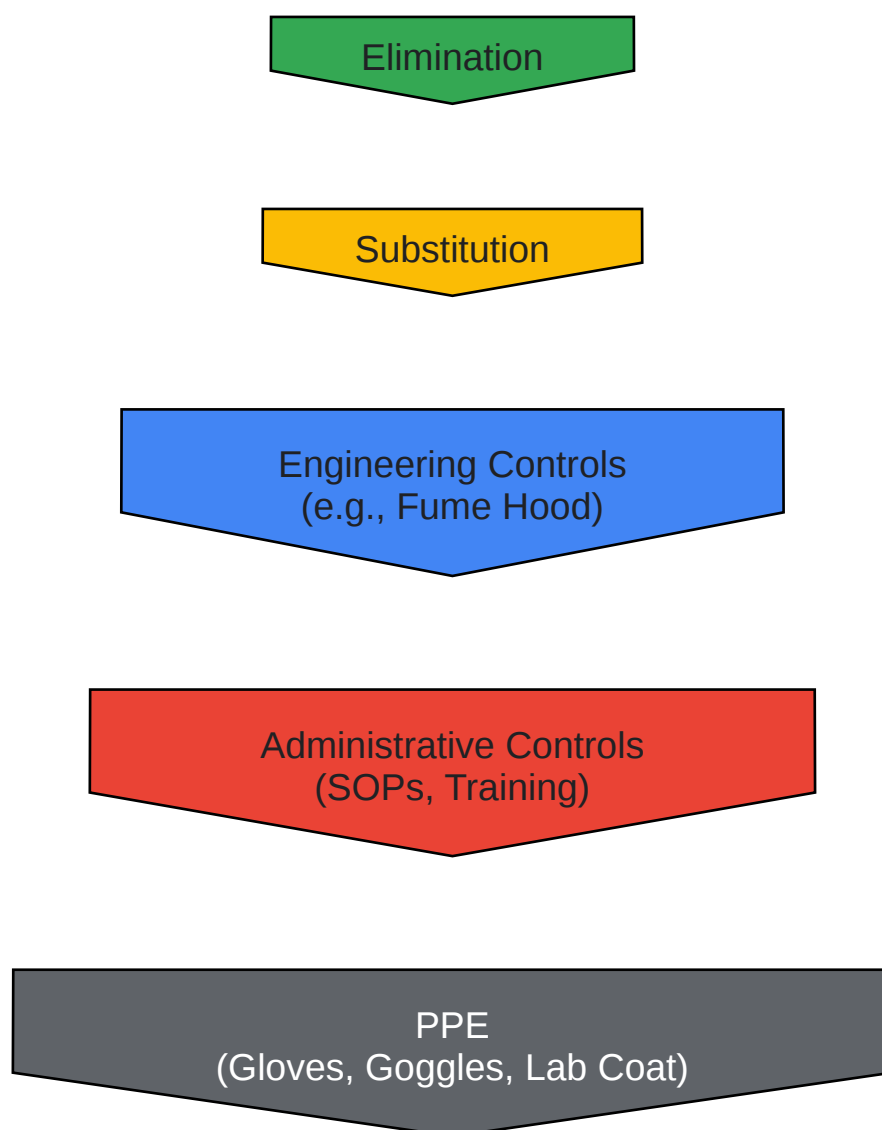 Elimination
Substitution
Engineering Controls
(e.g., Fume Hood)
Administrative Controls
(SOPs, Training)
PPE
(Gloves, Goggles, Lab Coat)